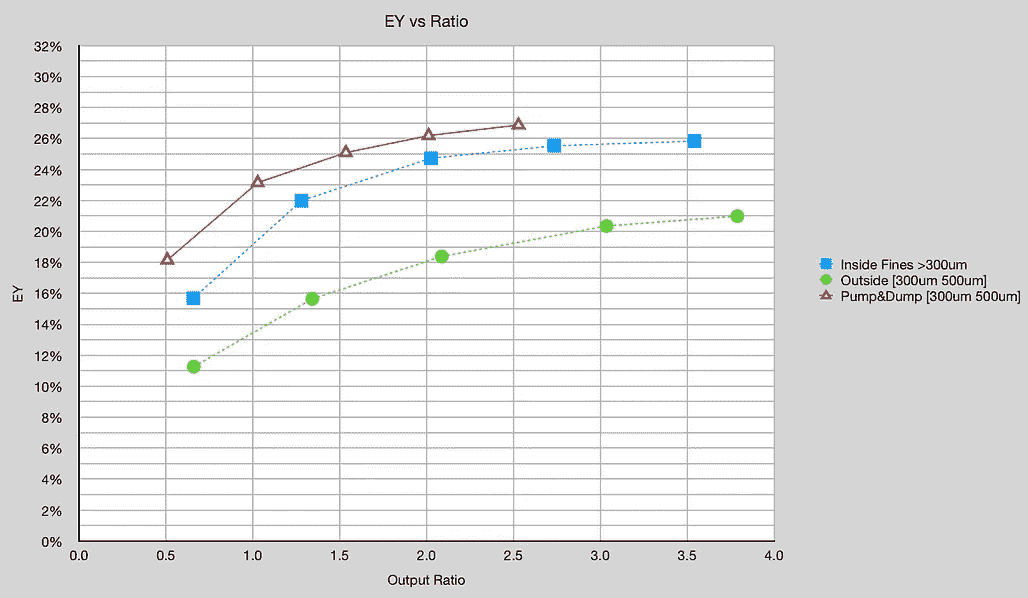 EY vs Ratio
32%
30%
28%
26%
24%
22%
20%
18%
16%
14%
12%
10%
8%
6%
4%
2%
0%
EY
0.0 0.5 1.0 1.5 2.0 2.5 3.0 3.5 4.0
Output Ratio
Inside Fines >300um
Outside [300um 500um]
Pump&Dump [300um 500um]